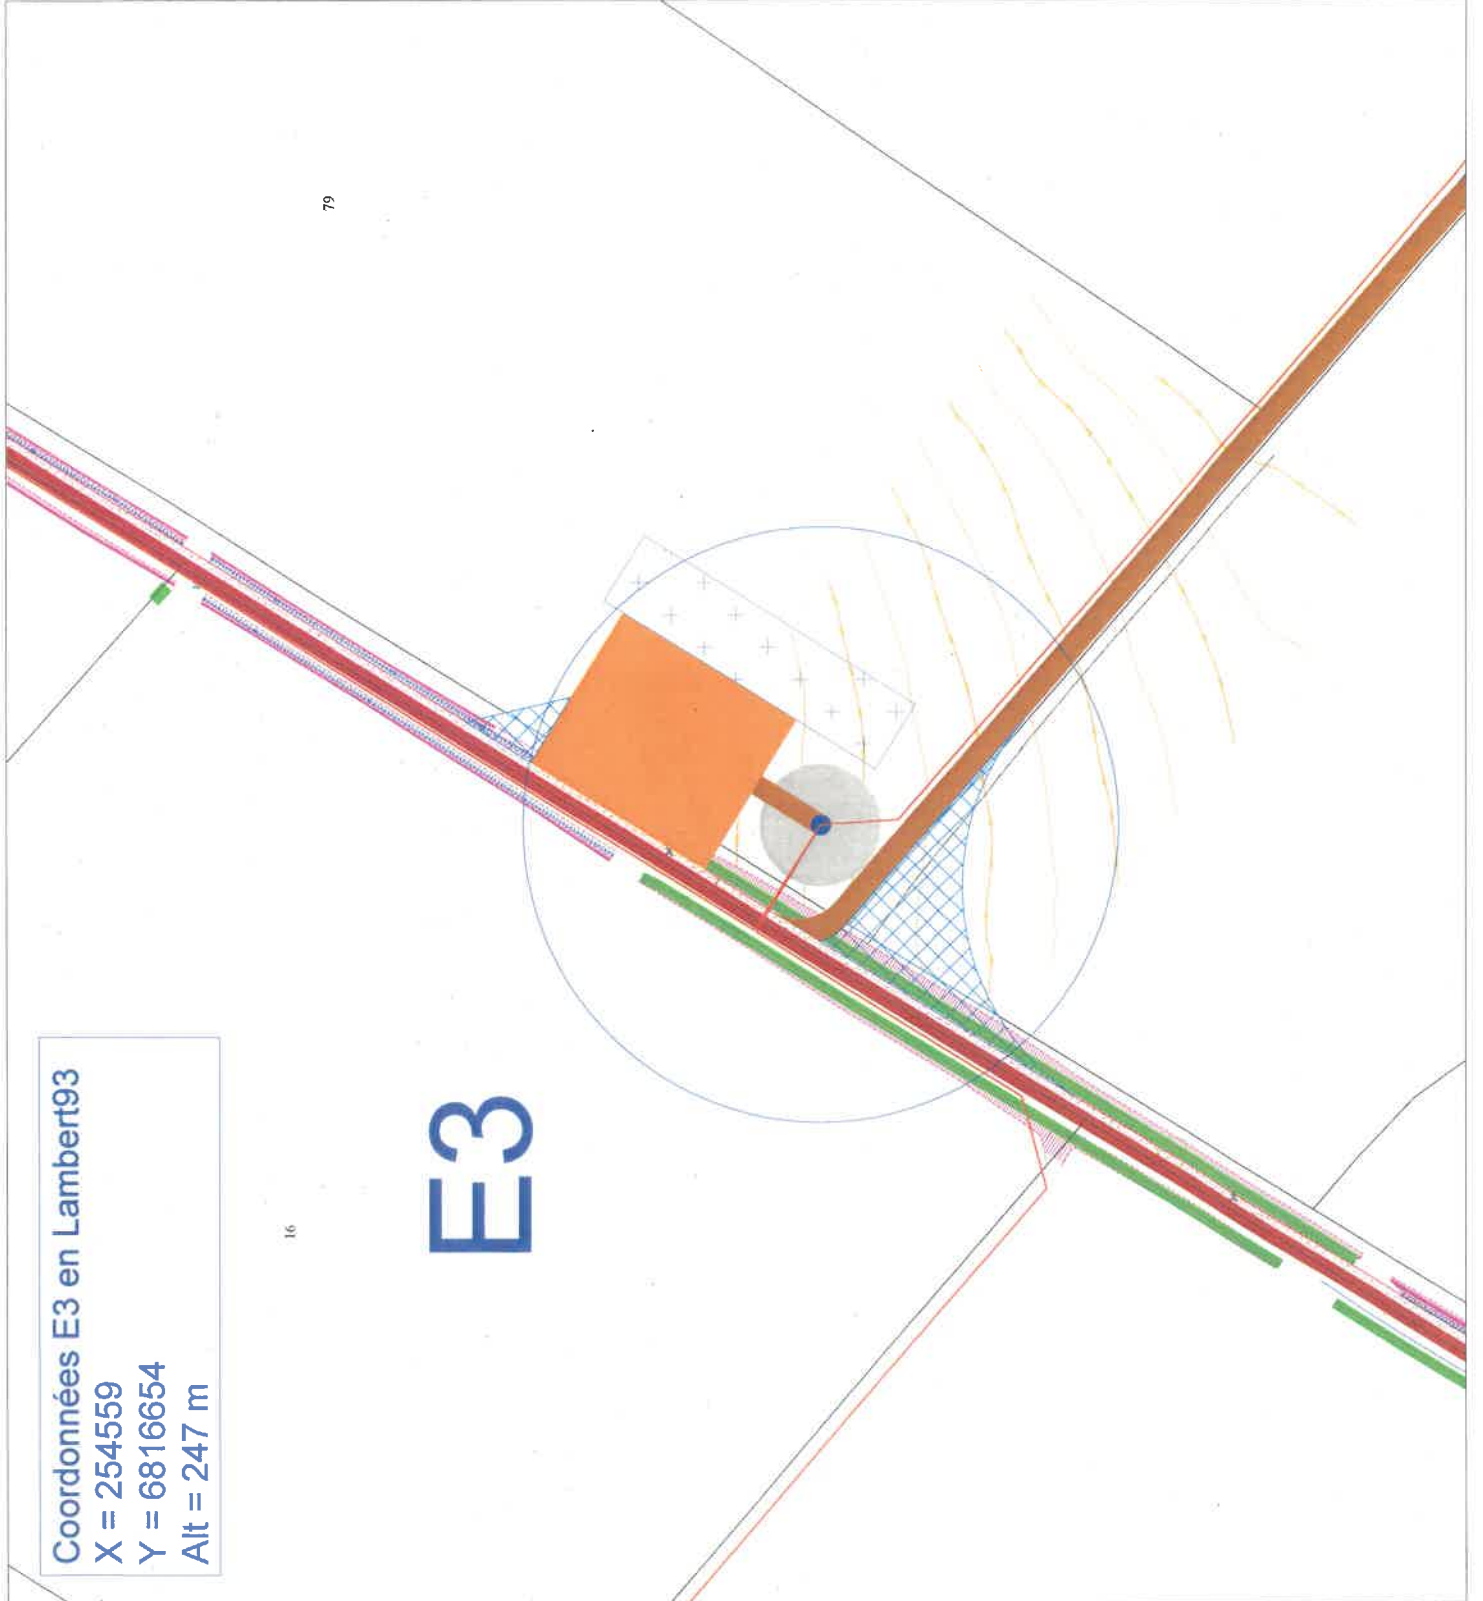 Coordonnées E3 en Lambert93
X = 254559
Y = 6816654
Alt = 247 m
E3
16
79